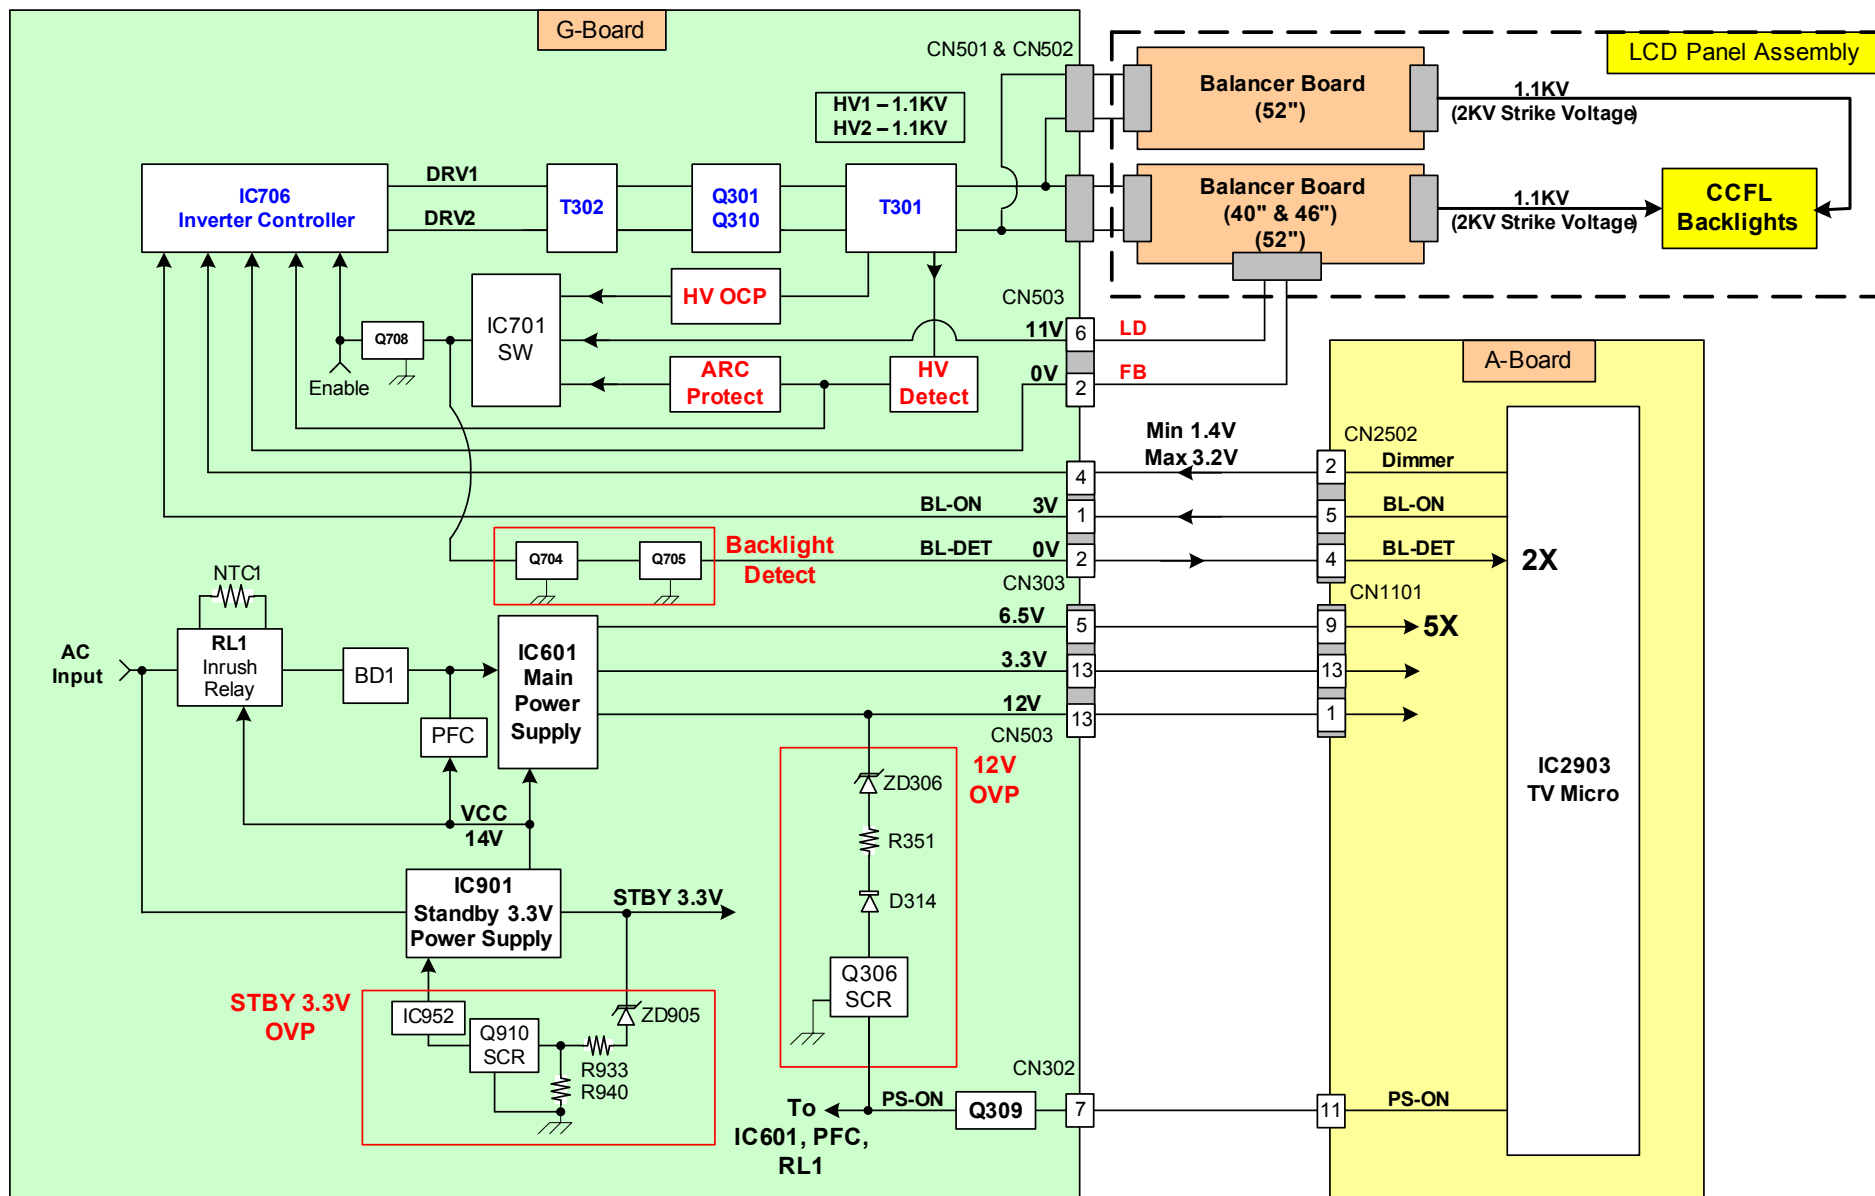 G-Board
CN501 & CN502
LCD Panel Assembly
HV1 – 1.1KV
HV2 – 1.1KV
Balancer Board
(52")
1.1KV
(2KV Strike Voltage)
IC706
Inverter Controller
DRV1
DRV2
T302
Q301
Q310
T301
Balancer Board
(40" & 46")
(52")
1.1KV
(2KV Strike Voltage)
CCFL
Backlights
HV OCP
CN503
Q708
Enable
IC701
SW
11V
6
LD
ARC
Protect
HV
Detect
0V
2
FB
A-Board
Min 1.4V
Max 3.2V
CN2502
4
2
Dimmer
BL-ON
3V
1
5
BL-ON
Q704
Q705
Backlight
Detect
BL-DET
0V
2
4
BL-DET
2X
CN303
CN1101
NTC1
AC
Input
RL1
Inrush
Relay
BD1
PFC
IC601
Main
Power
Supply
6.5V
5
9
5X
3.3V
13
13
12V
13
1
CN503
VCC
14V
12V
OVP
ZD306
R351
D314
Q306
SCR
IC2903
TV Micro
IC901
Standby 3.3V
Power Supply
STBY 3.3V
STBY 3.3V
OVP
IC952
Q910
SCR
ZD905
R933
R940
CN302
To
IC601, PFC,
RL1
PS-ON
Q309
7
11
PS-ON